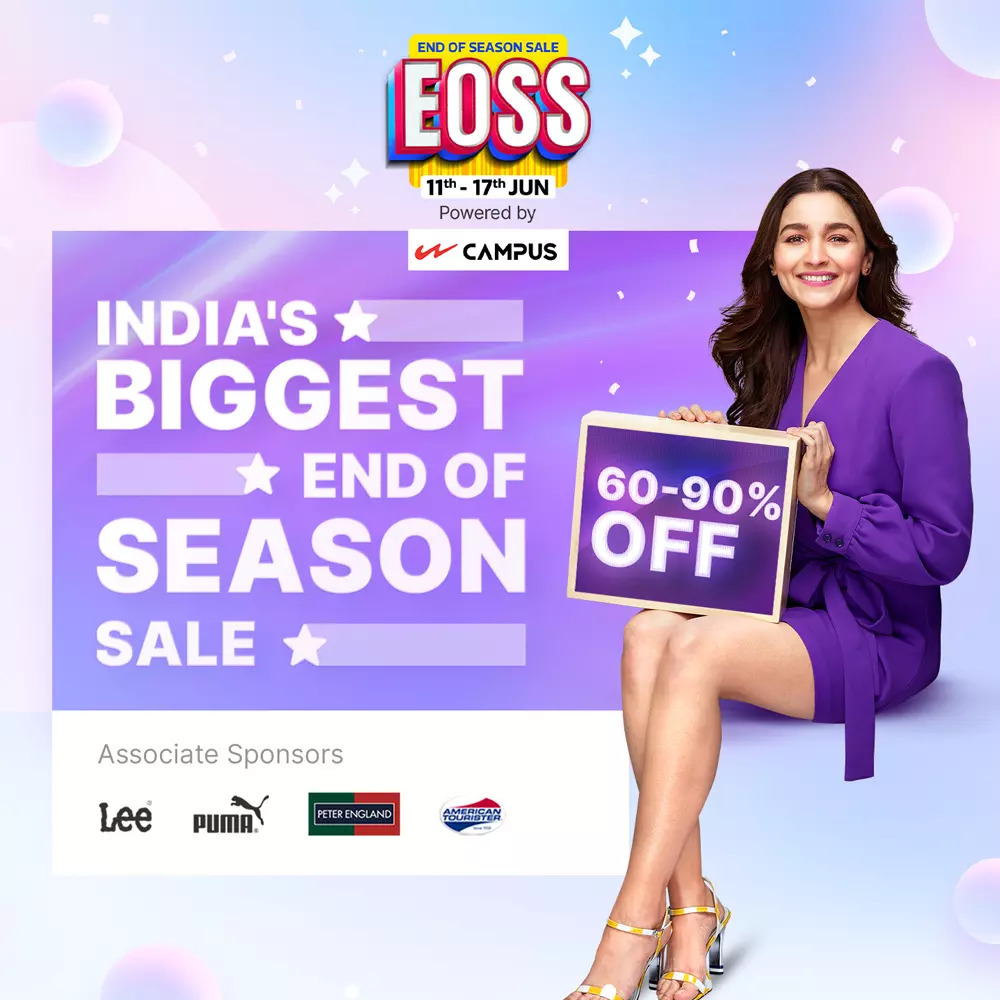 END OF SEASON SALE
EOSS
11th - 17th JUN
Powered by
CAMPUS
INDIA'S
BIGGEST
END OF
SEASON
SALE
60-90%
OFF
Associate Sponsors
Lee
PUMA
PETER ENGLAND
AMERICAN
TOURISTER